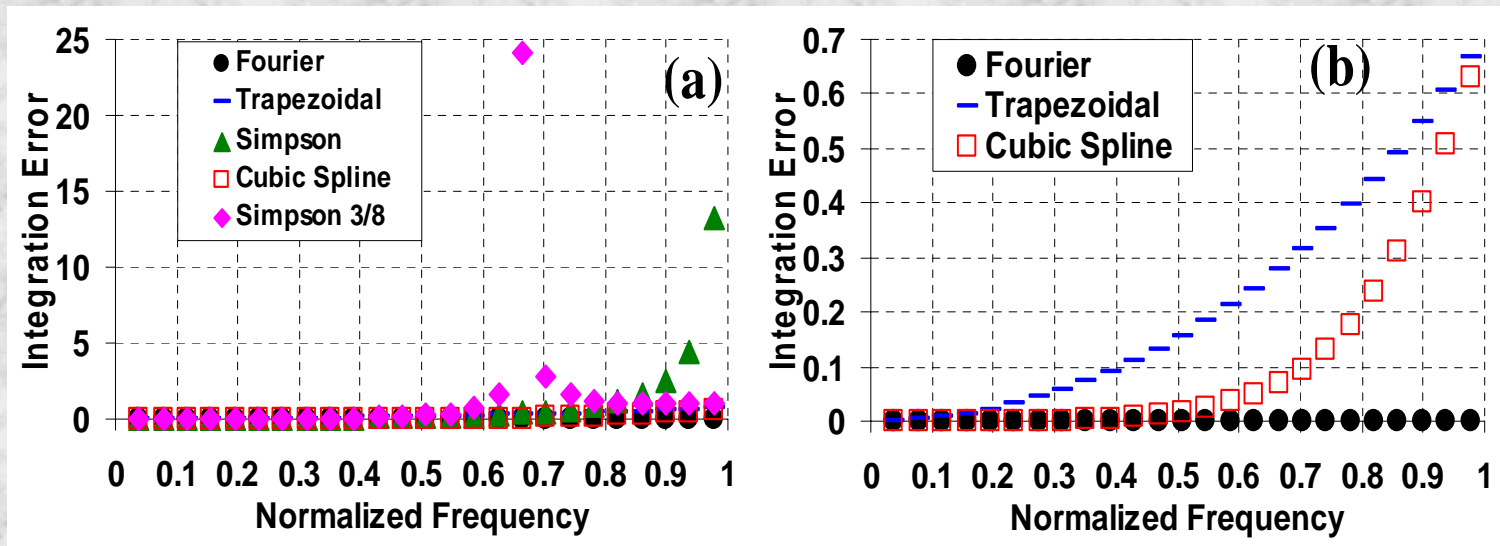 (a)
Integration Error
25
20
15
10
5
0
Fourier
Trapezoidal
Simpson
Cubic Spline
Simpson 3/8
0 0.1 0.2 0.3 0.4 0.5 0.6 0.7 0.8 0.9 1
Normalized Frequency
(b)
Integration Error
0.7
0.6
0.5
0.4
0.3
0.2
0.1
0
Fourier
Trapezoidal
Cubic Spline
0 0.1 0.2 0.3 0.4 0.5 0.6 0.7 0.8 0.9 1
Normalized Frequency